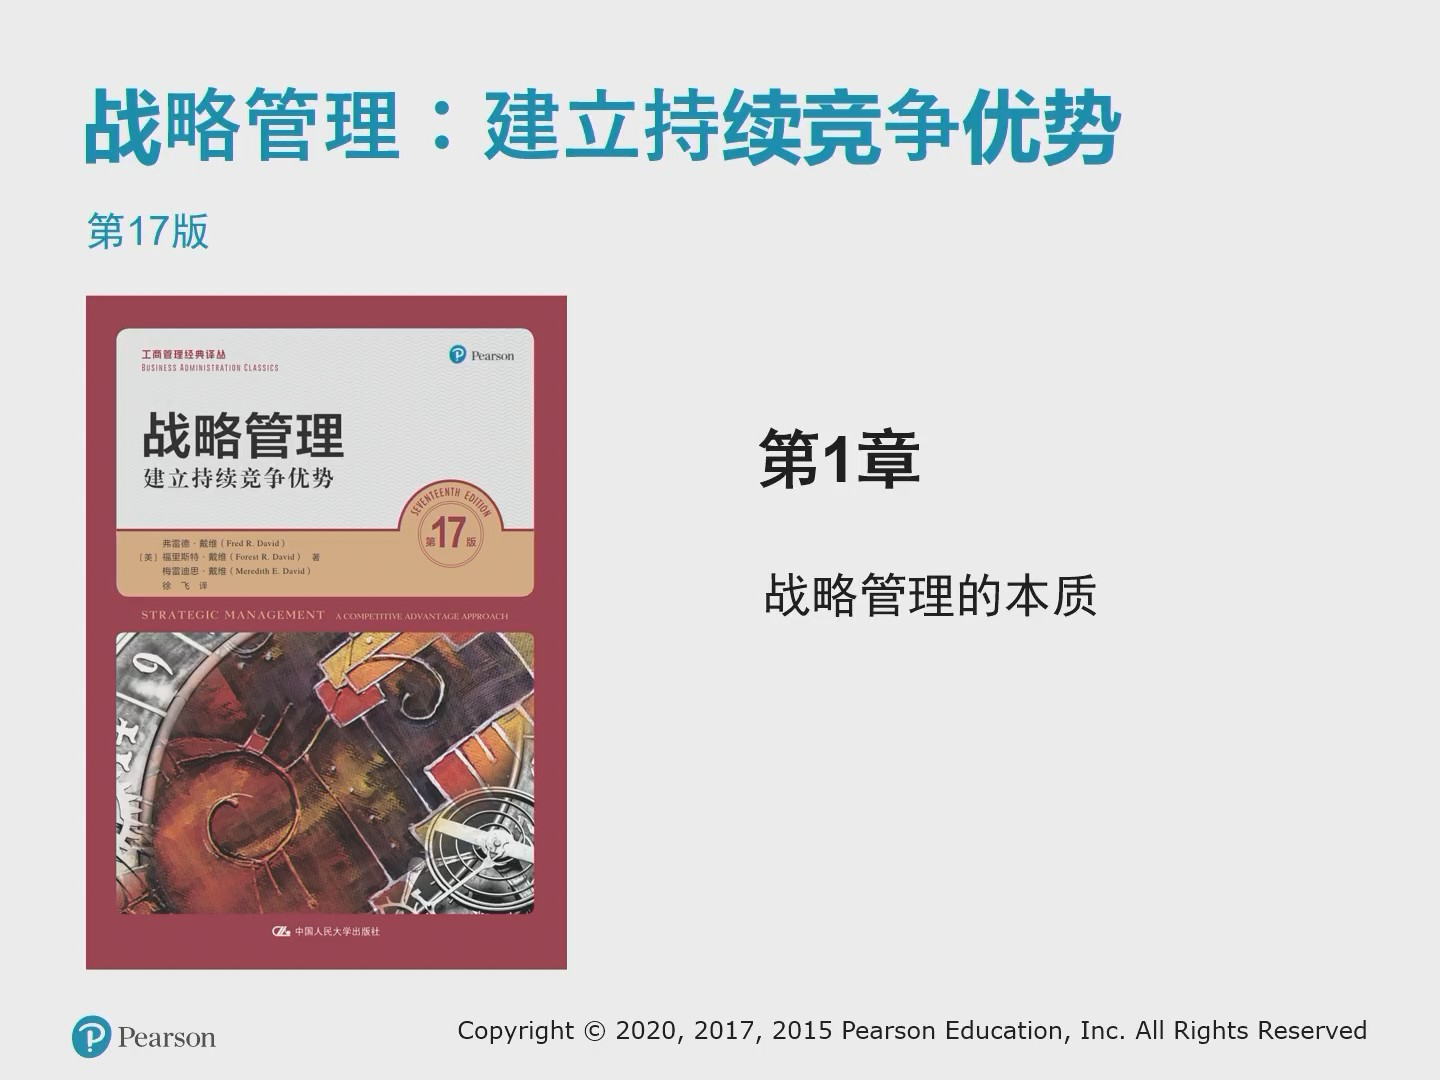 战略管理：建立持续竞争优势
第17版
工商管理经典译丛
BUSINESS ADMINISTRATION CLASSICS
Pearson
战略管理
建立持续竞争优势
SEVENTEENTH EDITION
第17版
弗雷德·戴维（Fred R. David）
［美］福里斯特·戴维（Forest R. David） 著
梅雷迪思·戴维（Meredith E. David）
徐 飞 译
STRATEGIC MANAGEMENT A COMPETITIVE ADVANTAGE APPROACH
9
中国人民大学出版社
第1章
战略管理的本质
Pearson
Copyright © 2020, 2017, 2015 Pearson Education, Inc. All Rights Reserved